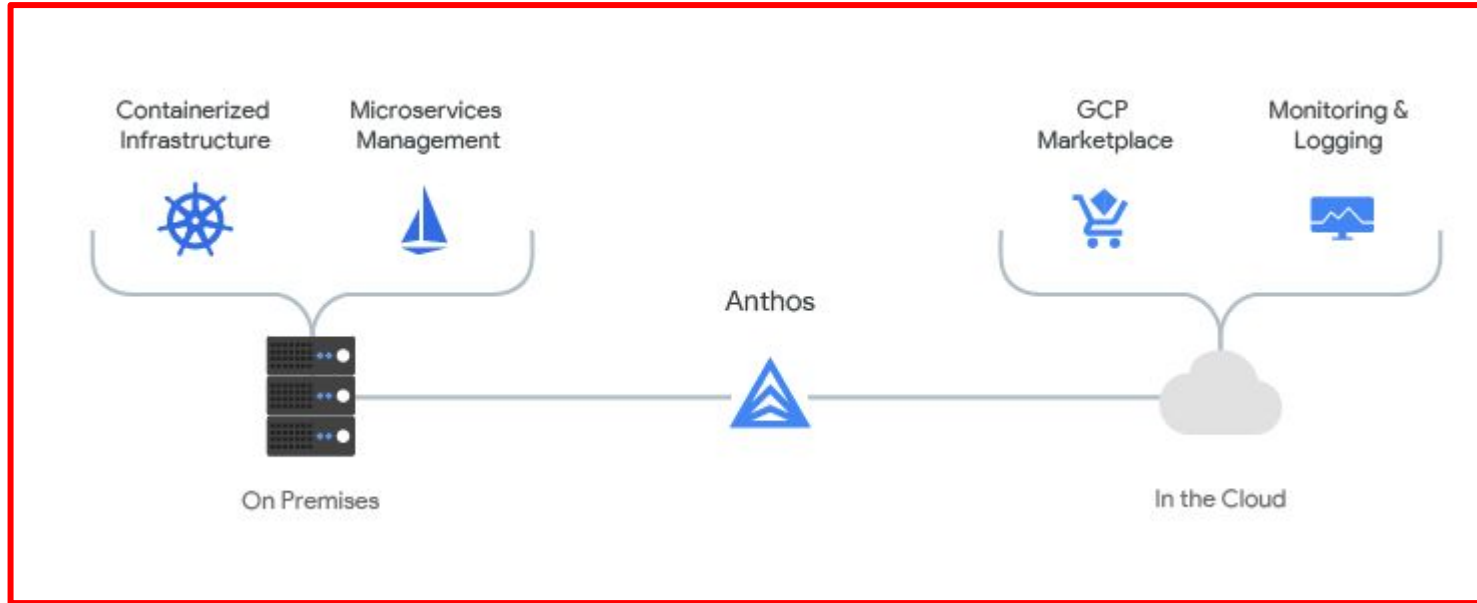 Containerized
Infrastructure
Microservices
Management
GCP
Marketplace
Monitoring &
Logging
Anthos
On Premises
In the Cloud